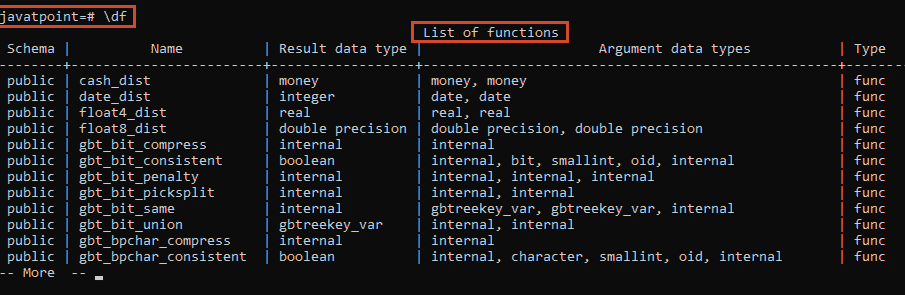 javatpoint=# \df
List of functions
Schema | Name | Result data type | Argument data types | Type
--------+-------------------------+------------------+----------------------------------------------------+------
public | cash_dist | money | money, money | func
public | date_dist | integer | date, date | func
public | float4_dist | real | real, real | func
public | float8_dist | double precision | double precision, double precision | func
public | gbt_bit_compress | internal | internal | func
public | gbt_bit_consistent | boolean | internal, bit, smallint, oid, internal | func
public | gbt_bit_penalty | internal | internal, internal, internal | func
public | gbt_bit_picksplit | internal | internal, internal | func
public | gbt_bit_same | internal | gbtreekey_var, gbtreekey_var, internal | func
public | gbt_bit_union | gbtreekey_var | internal, internal | func
public | gbt_bpchar_compress | internal | internal | func
public | gbt_bpchar_consistent | boolean | internal, character, smallint, oid, internal | func
-- More --